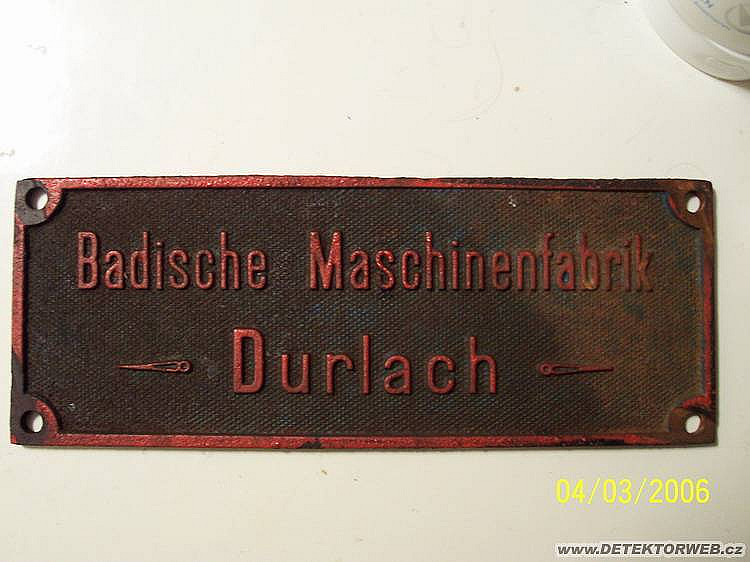 Badische Maschinenfabrik
Durlach
04/03/2006
www.DETEKTORWEB.cz